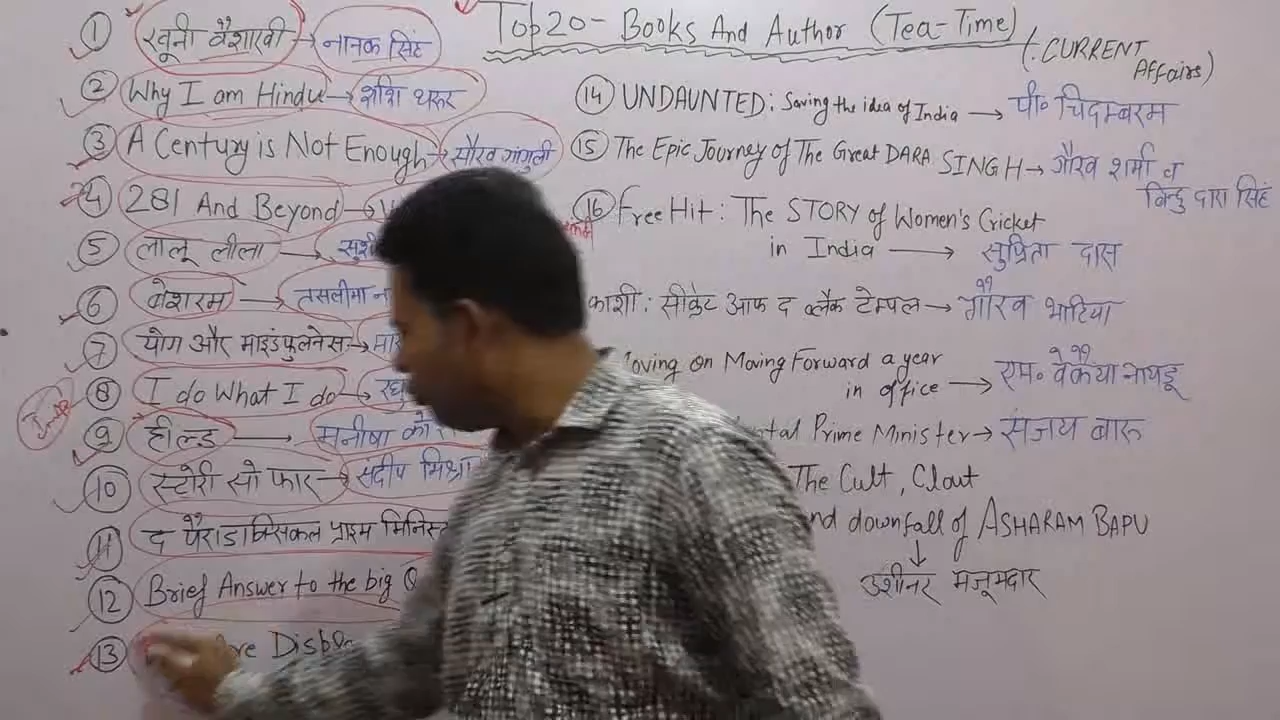 Top 20 - Books And Author (Tea-Time)
(: CURRENT
Affairs)
① खूनी वैशाखी → नानक सिंह
② Why I am Hindu → शशि थरूर
③ A Century is Not Enough → सौरव गांगुली
④ 281 And Beyond →
⑤ लालू लीला →
⑥ बेशरम → तसलीमा
⑦ योग और माइंडफुलनेस →
⑧ I do What I do →
Imp
⑨ हील्ड →
⑩ स्टोरी सो फार → सदीप मिश्रा
⑪ द पैराडाक्सिकल प्राइम
⑫ Brief Answer to the big
⑬
⑭ UNDAUNTED: Saving the idea of India → पी० चिदम्बरम
⑮ The Epic Journey of The Great DARA SINGH → गौरव शर्मा व
बिन्दु दारा सिंह
⑯ Free Hit: The STORY of Women's Cricket
in India → सुप्रिता दास
काशी: सीक्रेट आफ द ब्लैक टेम्पल → गौरव भाटिया
on Moving Forward a year
in office → एम० वेंकैया नायडू
Prime Minister → संजय बारू
The Cult, Clout
downfall of ASHARAM BAPU
↓
उशीनर मजूमदार